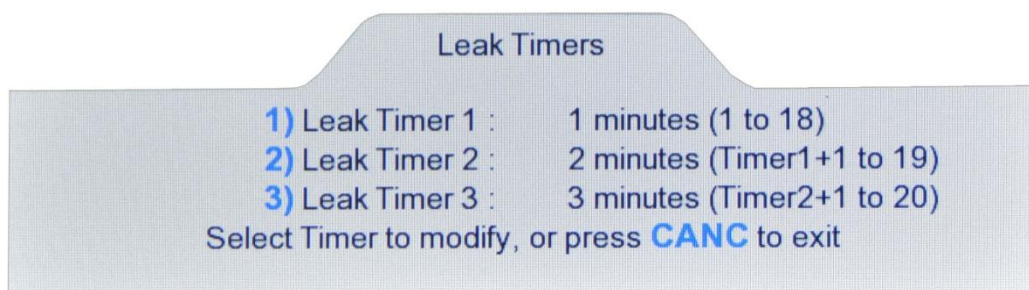 Leak Timers
1) Leak Timer 1 : 1 minutes (1 to 18)
2) Leak Timer 2 : 2 minutes (Timer1+1 to 19)
3) Leak Timer 3 : 3 minutes (Timer2+1 to 20)
Select Timer to modify, or press CANC to exit